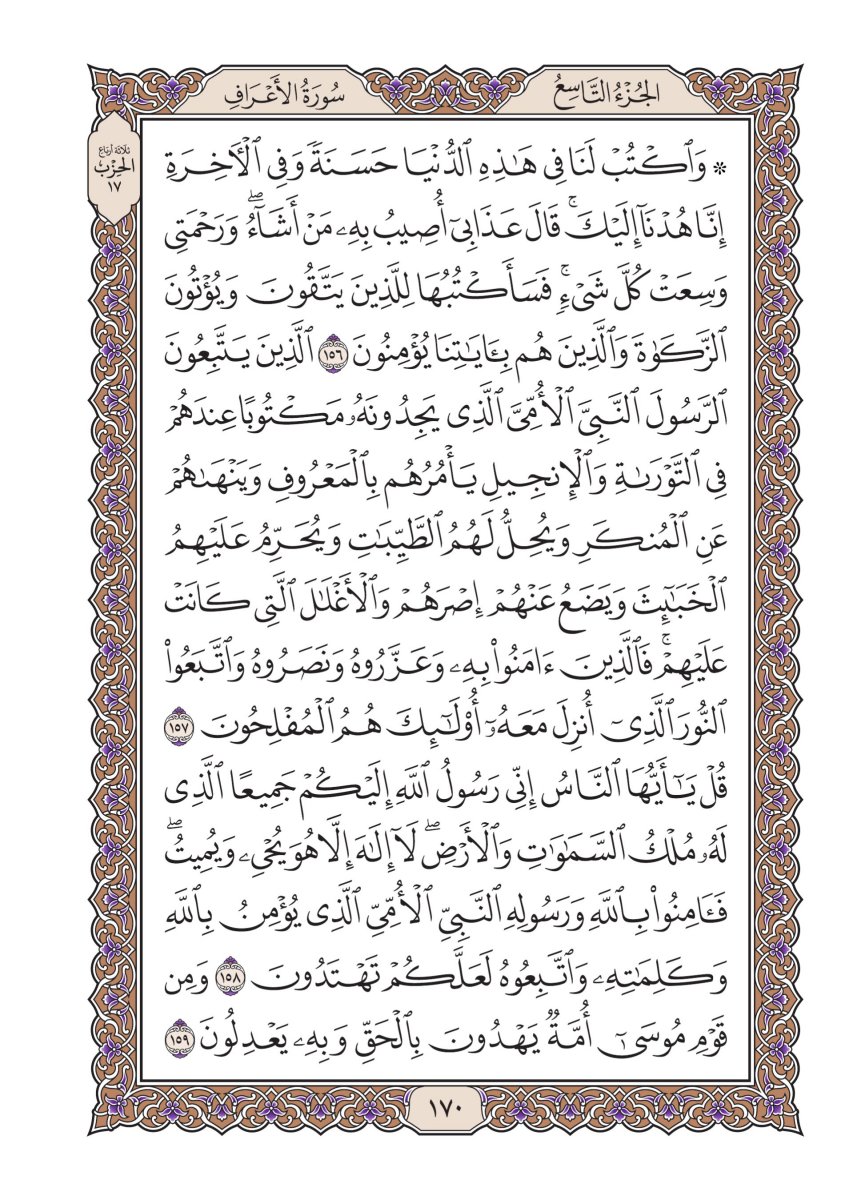 الجُزْءُ التَّاسِعُ
سُورَةُ الأَعْرَافِ
ثلاثة أرباع
الحِزْب
١٧
۞ وَٱكۡتُبۡ لَنَا فِي هَٰذِهِ ٱلدُّنۡيَا حَسَنَةٗ وَفِي ٱلۡأٓخِرَةِ
إِنَّا هُدۡنَآ إِلَيۡكَۚ قَالَ عَذَابِيٓ أُصِيبُ بِهِۦ مَنۡ أَشَآءُۖ وَرَحۡمَتِي
وَسِعَتۡ كُلَّ شَيۡءٖۚ فَسَأَكۡتُبُهَا لِلَّذِينَ يَتَّقُونَ وَيُؤۡتُونَ
ٱلزَّكَوٰةَ وَٱلَّذِينَ هُم بِـَٔايَٰتِنَا يُؤۡمِنُونَ ١٥٦ ٱلَّذِينَ يَتَّبِعُونَ
ٱلرَّسُولَ ٱلنَّبِيَّ ٱلۡأُمِّيَّ ٱلَّذِي يَجِدُونَهُۥ مَكۡتُوبًا عِندَهُمۡ
فِي ٱلتَّوۡرَىٰةِ وَٱلۡإِنجِيلِ يَأۡمُرُهُم بِٱلۡمَعۡرُوفِ وَيَنۡهَىٰهُمۡ
عَنِ ٱلۡمُنكَرِ وَيُحِلُّ لَهُمُ ٱلطَّيِّبَٰتِ وَيُحَرِّمُ عَلَيۡهِمُ
ٱلۡخَبَٰٓئِثَ وَيَضَعُ عَنۡهُمۡ إِصۡرَهُمۡ وَٱلۡأَغۡلَٰلَ ٱلَّتِي كَانَتۡ
عَلَيۡهِمۡۚ فَٱلَّذِينَ ءَامَنُواْ بِهِۦ وَعَزَّرُوهُ وَنَصَرُوهُ وَٱتَّبَعُواْ
ٱلنُّورَ ٱلَّذِيٓ أُنزِلَ مَعَهُۥٓ أُوْلَٰٓئِكَ هُمُ ٱلۡمُفۡلِحُونَ ١٥٧
قُلۡ يَٰٓأَيُّهَا ٱلنَّاسُ إِنِّي رَسُولُ ٱللَّهِ إِلَيۡكُمۡ جَمِيعًا ٱلَّذِي
لَهُۥ مُلۡكُ ٱلسَّمَٰوَٰتِ وَٱلۡأَرۡضِۖ لَآ إِلَٰهَ إِلَّا هُوَ يُحۡيِۦ وَيُمِيتُۖ
فَـَٔامِنُواْ بِٱللَّهِ وَرَسُولِهِ ٱلنَّبِيِّ ٱلۡأُمِّيِّ ٱلَّذِي يُؤۡمِنُ بِٱللَّهِ
وَكَلِمَٰتِهِۦ وَٱتَّبِعُوهُ لَعَلَّكُمۡ تَهۡتَدُونَ ١٥٨ وَمِن
قَوۡمِ مُوسَىٰٓ أُمَّةٞ يَهۡدُونَ بِٱلۡحَقِّ وَبِهِۦ يَعۡدِلُونَ ١٥٩
١٧٠